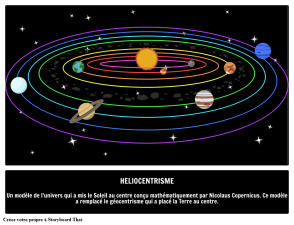 HELIOCENTRISME
Un modèle de l'univers qui a mis le Soleil au centre conçu mathématiquement par Nicolaus Copernicus. Ce modèle
a remplacé le géocentrisme qui a placé la Terre au centre.
Créer votre propre à Storyboard That